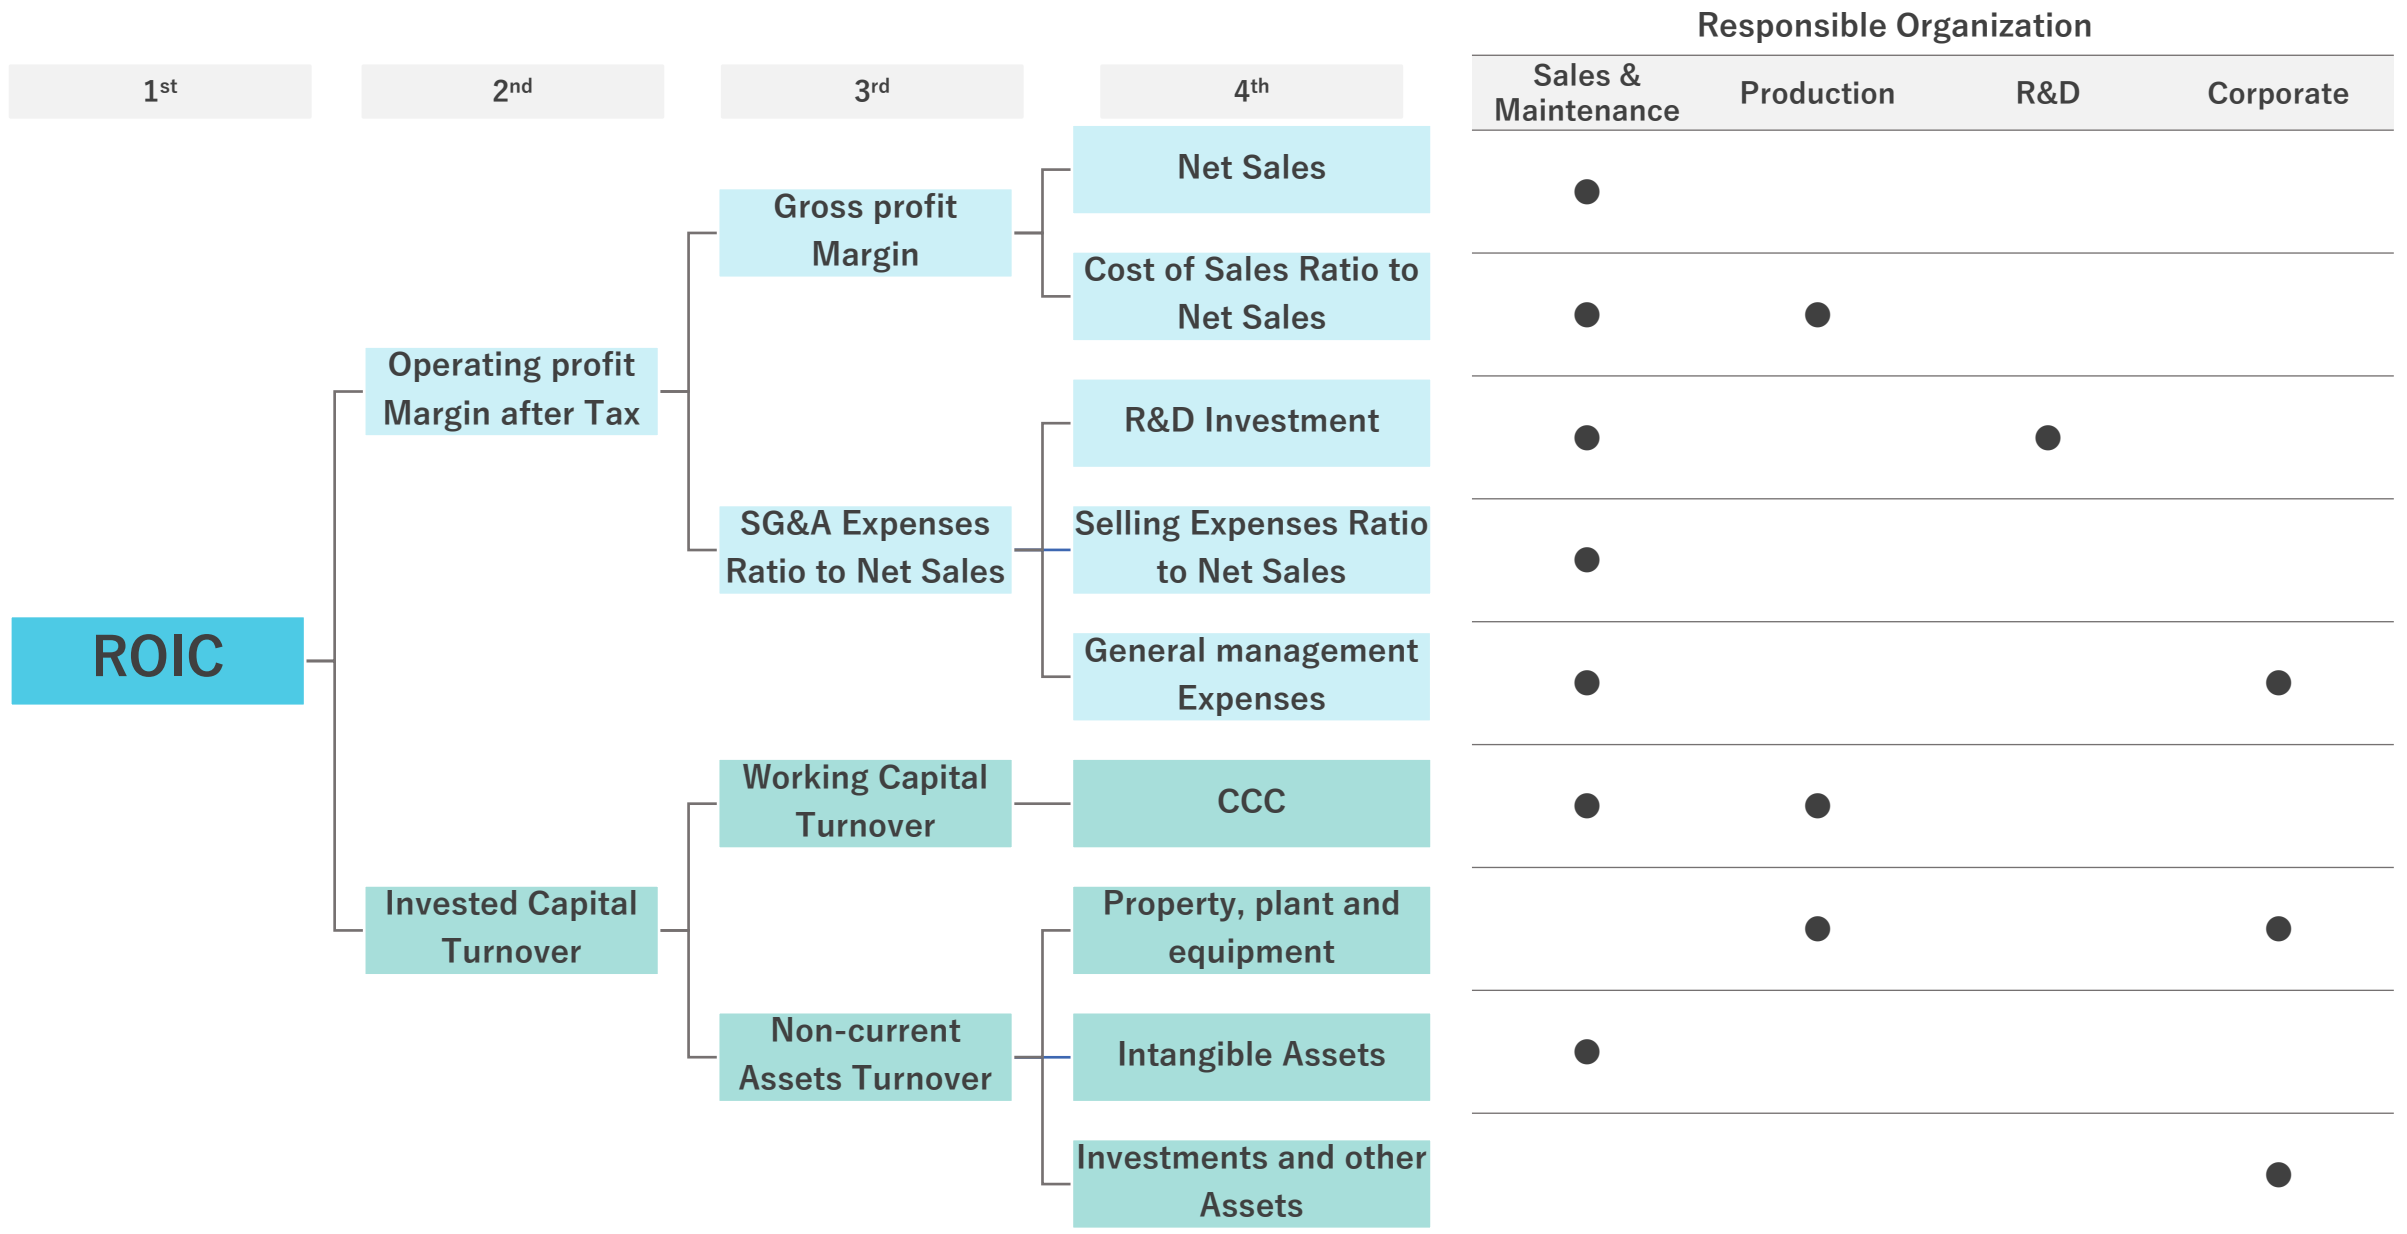 Responsible Organization
1st
2nd
3rd
4th
Sales &
Maintenance
Production
R&D
Corporate
Net Sales
Gross profit
Margin
Cost of Sales Ratio to
Net Sales
Operating profit
Margin after Tax
R&D Investment
SG&A Expenses
Ratio to Net Sales
Selling Expenses Ratio
to Net Sales
ROIC
General management
Expenses
Working Capital
Turnover
CCC
Invested Capital
Turnover
Property, plant and
equipment
Non-current
Assets Turnover
Intangible Assets
Investments and other
Assets